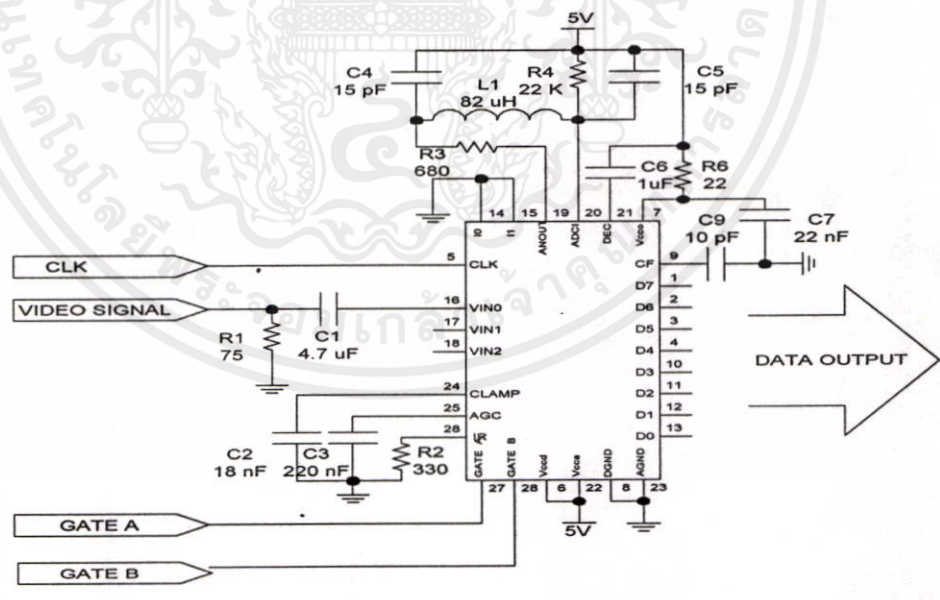 5V
C4
15 pF
L1
82 uH
R4
22 K
C5
15 pF
R3
680
C6
1uF
R6
22
14
15
19
20
21
7
C9
10 pF
C7
22 nF
I0
I1
ANOUT
ADCI
DEC
Vcco
CLK
5
CLK
CF
9
D7
1
VIDEO SIGNAL
16
VIN0
D6
2
17
VIN1
D5
3
18
VIN2
D4
4
R1
75
C1
4.7 uF
D3
10
DATA OUTPUT
24
CLAMP
D2
11
25
AGC
D1
12
28
D0
13
R2
330
C2
18 nF
C3
220 nF
GATE A
GATE B
Vccd
Vcca
DGND
AGND
27
28
6
22
8
23
5V
GATE A
GATE B